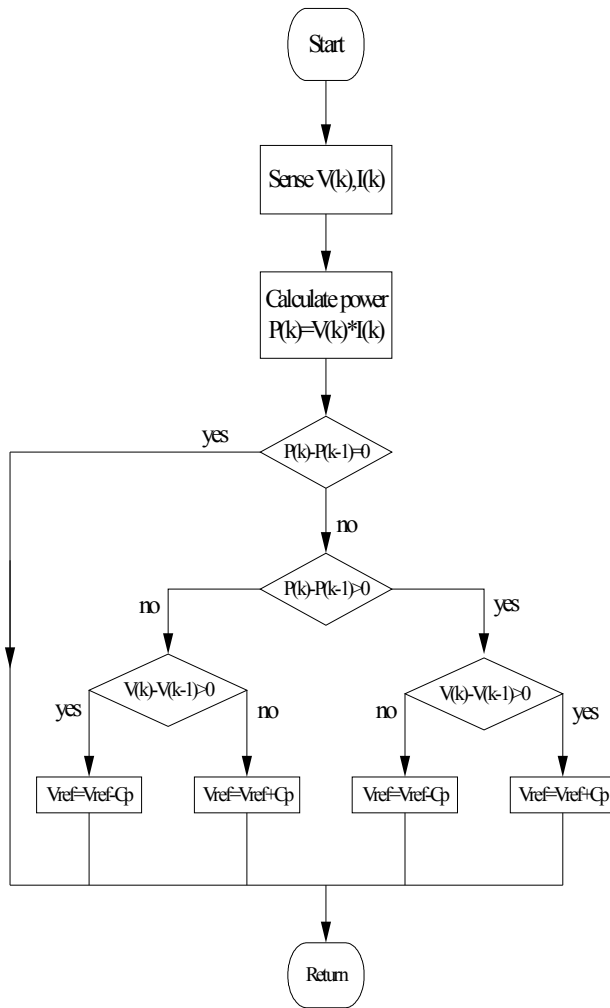 Start
Sense V(k),I(k)
Calculate power
P(k)=V(k)*I(k)
yes
P(k)-P(k-1)=0
no
P(k)-P(k-1)>0
no
yes
V(k)-V(k-1)>0
V(k)-V(k-1)>0
yes
no
no
yes
Vref=Vref-Cp
Vref=Vref+Cp
Vref=Vref-Cp
Vref=Vref+Cp
Return